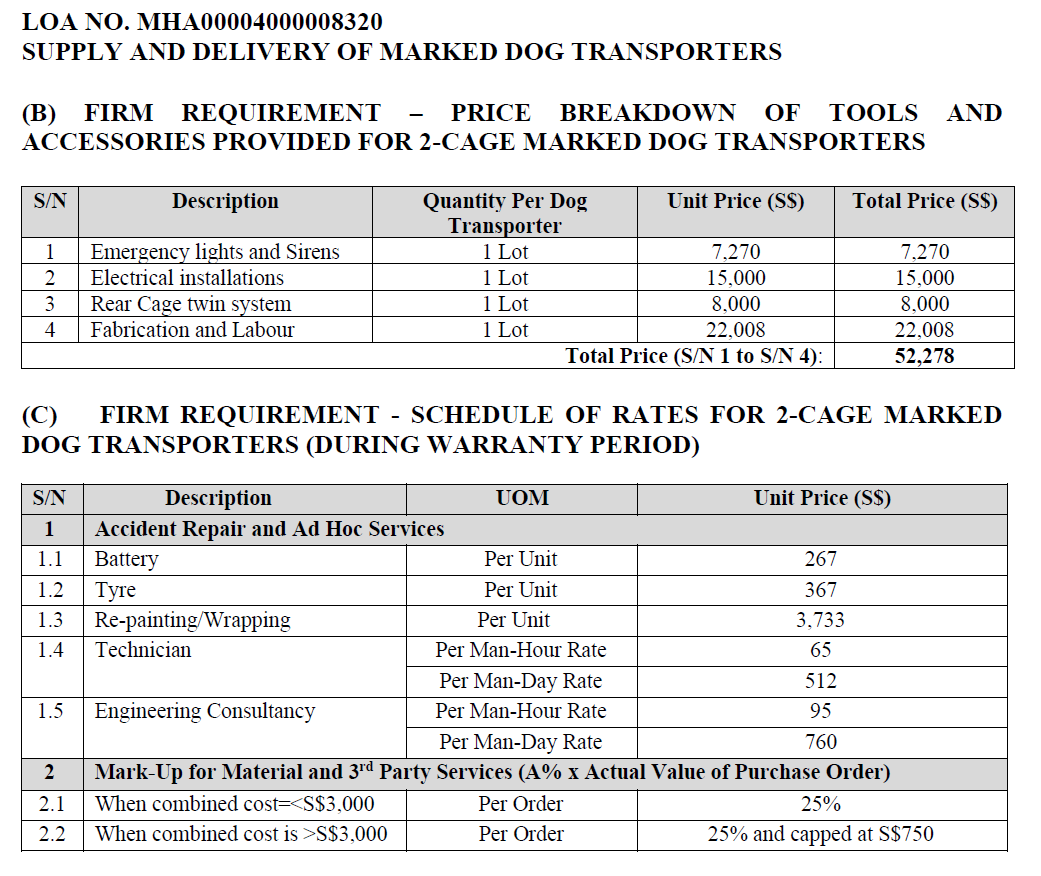 LOA NO. MHA00004000008320
SUPPLY AND DELIVERY OF MARKED DOG TRANSPORTERS
(B) FIRM REQUIREMENT – PRICE BREAKDOWN OF TOOLS AND
ACCESSORIES PROVIDED FOR 2-CAGE MARKED DOG TRANSPORTERS
S/N Description Quantity Per Dog Transporter Unit Price (S$) Total Price (S$)
1 Emergency lights and Sirens 1 Lot 7,270 7,270
2 Electrical installations 1 Lot 15,000 15,000
3 Rear Cage twin system 1 Lot 8,000 8,000
4 Fabrication and Labour 1 Lot 22,008 22,008
Total Price (S/N 1 to S/N 4): 52,278
(C) FIRM REQUIREMENT - SCHEDULE OF RATES FOR 2-CAGE MARKED
DOG TRANSPORTERS (DURING WARRANTY PERIOD)
S/N Description UOM Unit Price (S$)
1 Accident Repair and Ad Hoc Services
1.1 Battery Per Unit 267
1.2 Tyre Per Unit 367
1.3 Re-painting/Wrapping Per Unit 3,733
1.4 Technician Per Man-Hour Rate 65
Per Man-Day Rate 512
1.5 Engineering Consultancy Per Man-Hour Rate 95
Per Man-Day Rate 760
2 Mark-Up for Material and 3rd Party Services (A% x Actual Value of Purchase Order)
2.1 When combined cost=<S$3,000 Per Order 25%
2.2 When combined cost is >S$3,000 Per Order 25% and capped at S$750